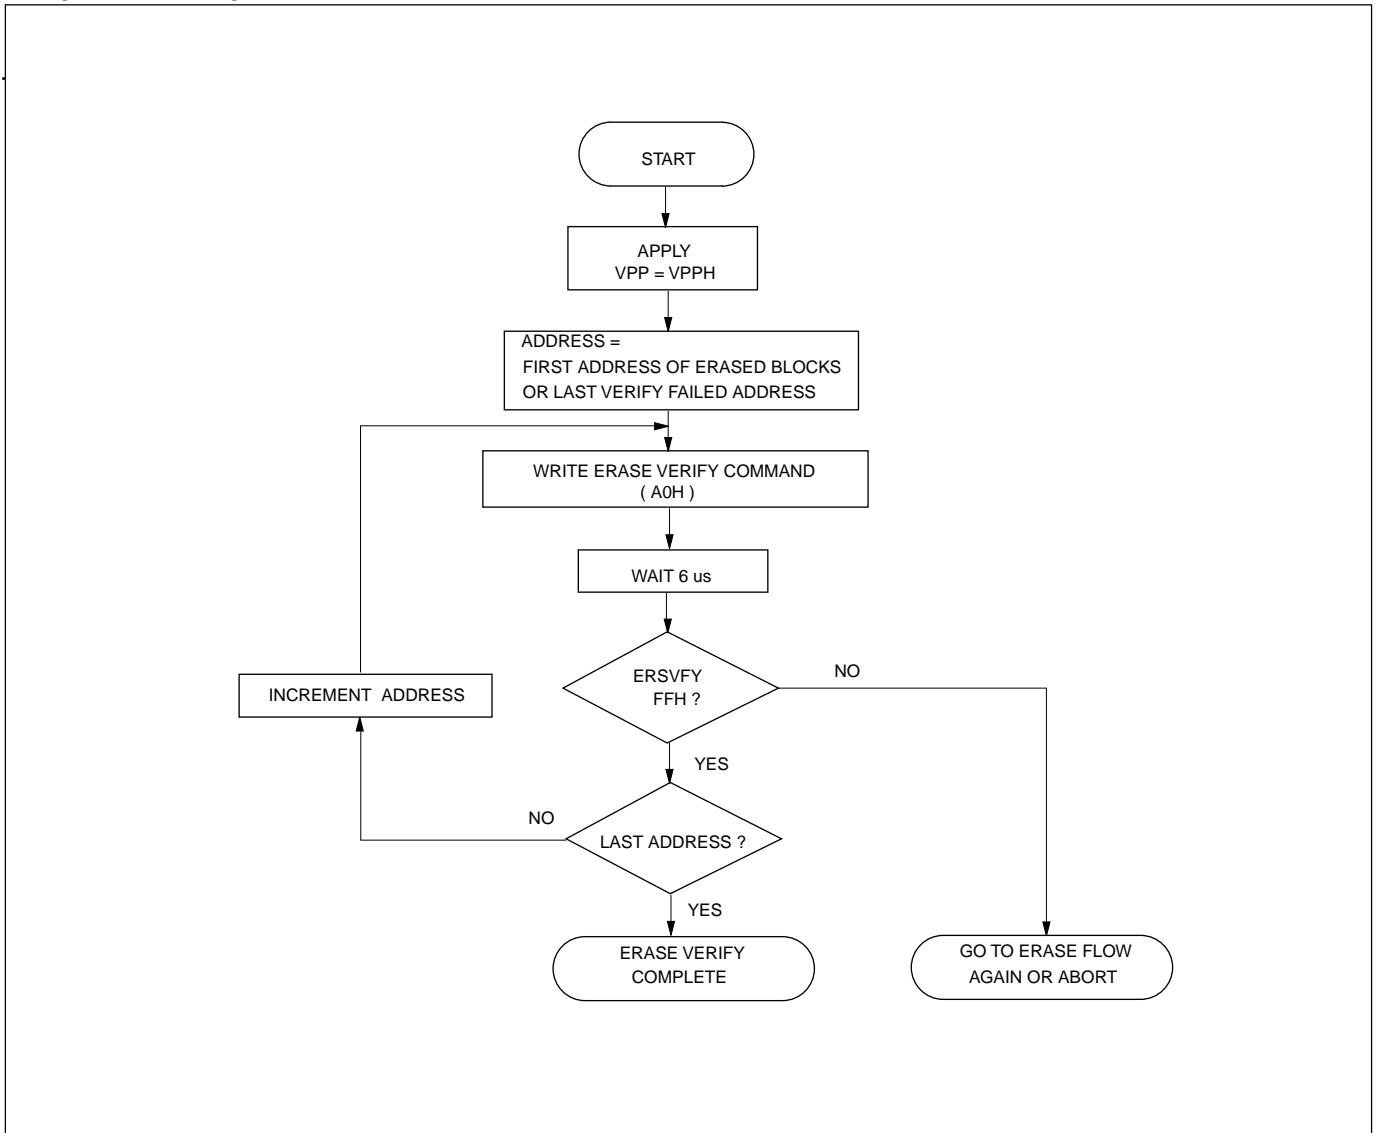 START
APPLY
VPP = VPPH
ADDRESS =
FIRST ADDRESS OF ERASED BLOCKS
OR LAST VERIFY FAILED ADDRESS
WRITE ERASE VERIFY COMMAND
( A0H )
WAIT 6 us
ERSVFY
FFH ?
NO
INCREMENT ADDRESS
YES
NO
LAST ADDRESS ?
YES
ERASE VERIFY
COMPLETE
GO TO ERASE FLOW
AGAIN OR ABORT